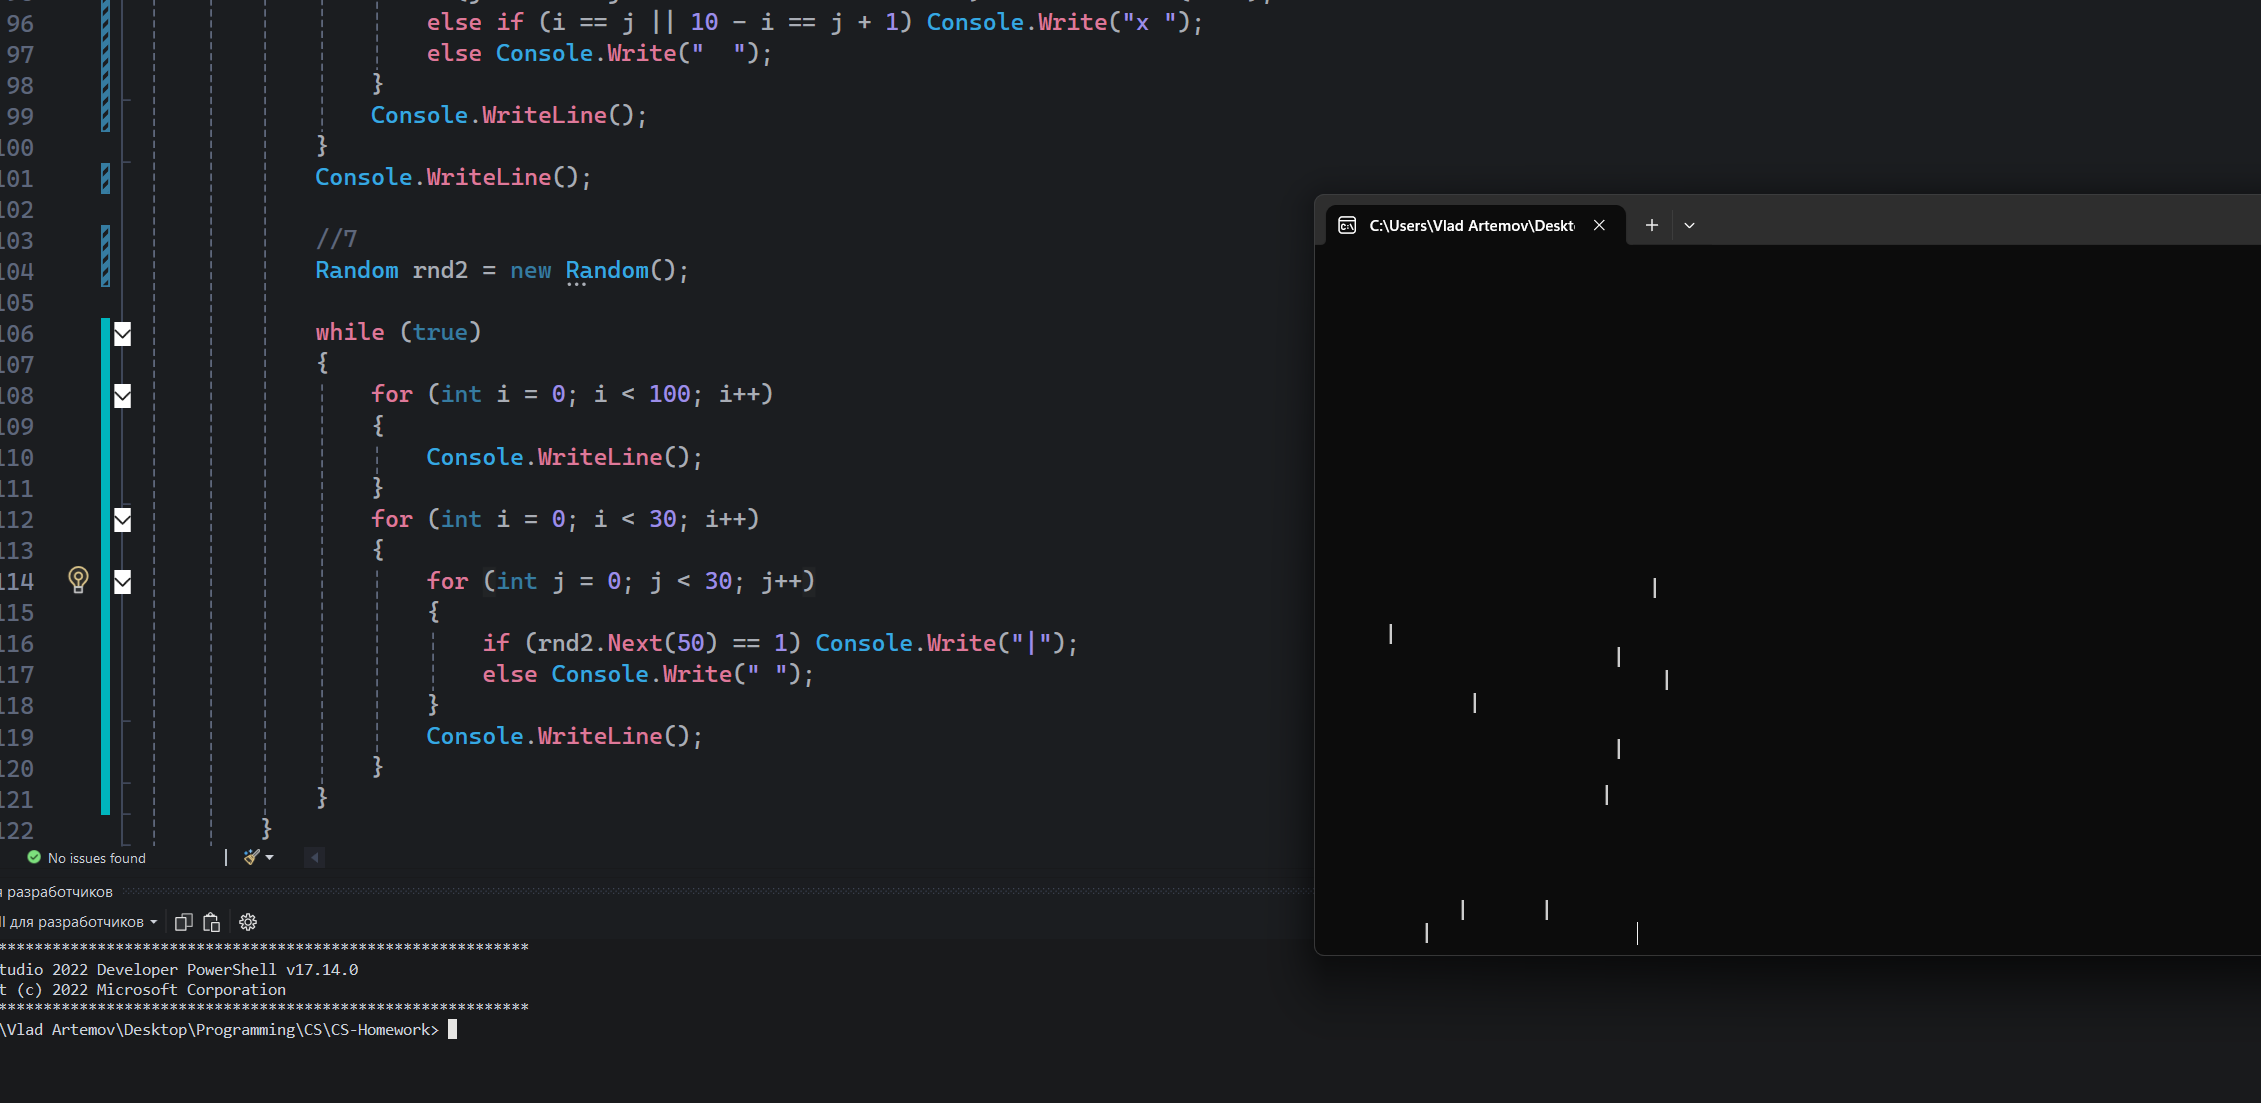 96 else if (i == j || 10 - i == j + 1) Console.Write("x ");
97 else Console.Write("  ");
98 }
99 Console.WriteLine();
100 }
101 Console.WriteLine();
102
103 //7
104 Random rnd2 = new Random();
105
106 while (true)
107 {
108 for (int i = 0; i < 100; i++)
109 {
110 Console.WriteLine();
111 }
112 for (int i = 0; i < 30; i++)
113 {
114 for (int j = 0; j < 30; j++)
115 {
116 if (rnd2.Next(50) == 1) Console.Write("|");
117 else Console.Write(" ");
118 }
119 Console.WriteLine();
120 }
121 }
122 }
No issues found
я разработчиков
ll для разработчиков
***********************************************************
tudio 2022 Developer PowerShell v17.14.0
t (c) 2022 Microsoft Corporation
***********************************************************
\Vlad Artemov\Desktop\Programming\CS\CS-Homework>
C:\Users\Vlad Artemov\Deskt
|
|
|
|
|
|
|
| |
|